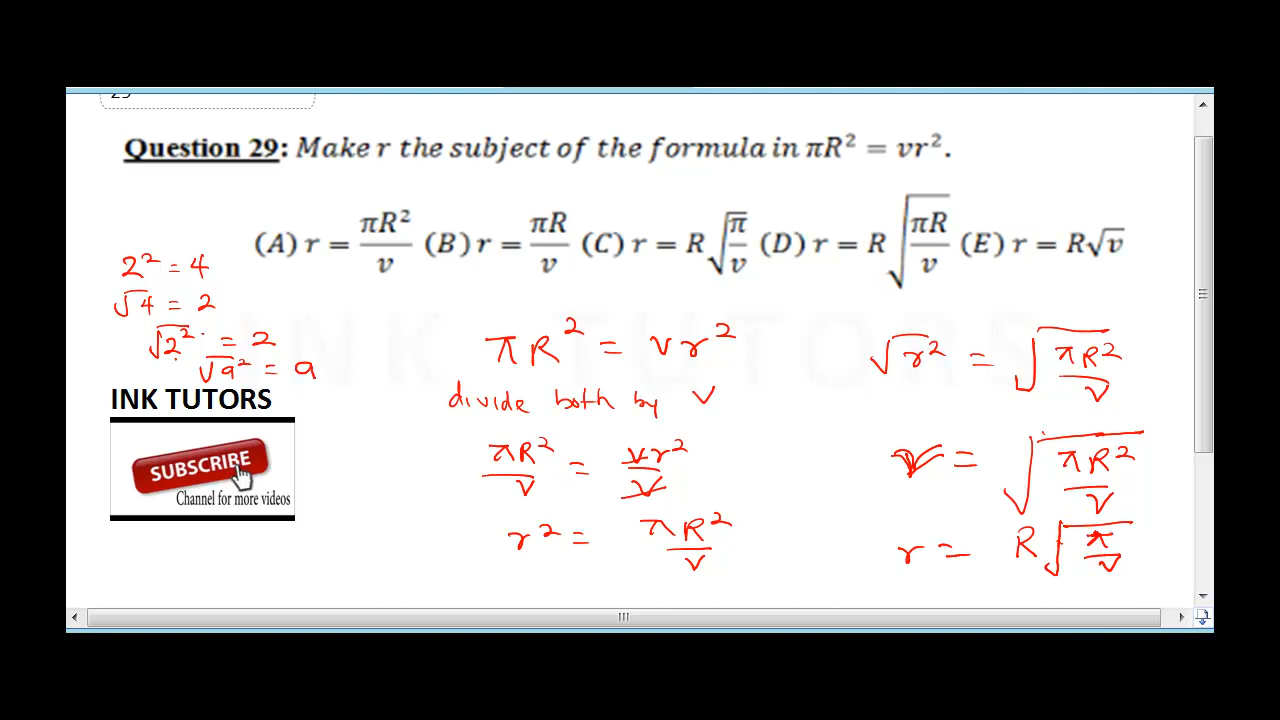 Question 29: Make r the subject of the formula in πR² = vr².
(A) r = πR²/v (B) r = πR/v (C) r = R√(π/v) (D) r = R√(πR/v) (E) r = R√v
2² = 4
√4 = 2
√2² = 2
√a² = a
INK TUTORS
SUBSCRIBE
Channel for more videos
πR² = vr²
divide both by v
πR²/v = vr²/v
r² = πR²/v
√r² = √(πR²/v)
r = √(πR²/v)
r = R√(π/v)